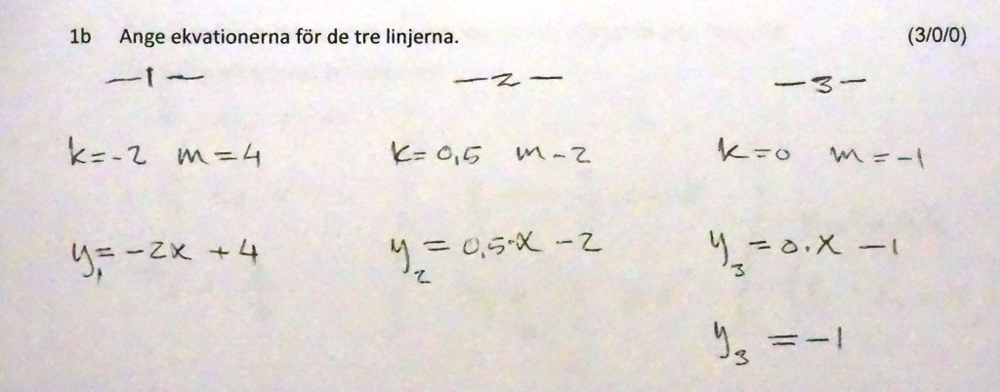 1b Ange ekvationerna för de tre linjerna. (3/0/0)
-1- -2- -3-
k=-2 m=4 k=0,5 m-2 k=0 m=-1
y₁=-2x+4 y₂=0,5·x-2 y₃=0·x-1
y₃=-1